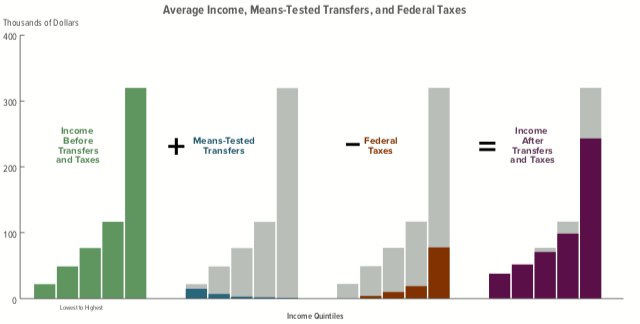 Average Income, Means-Tested Transfers, and Federal Taxes
Thousands of Dollars
400
300
200
100
0
Income
Before
Transfers
and Taxes
+
Means-Tested
Transfers
−
Federal
Taxes
=
Income
After
Transfers
and Taxes
Lowest to Highest
Income Quintiles